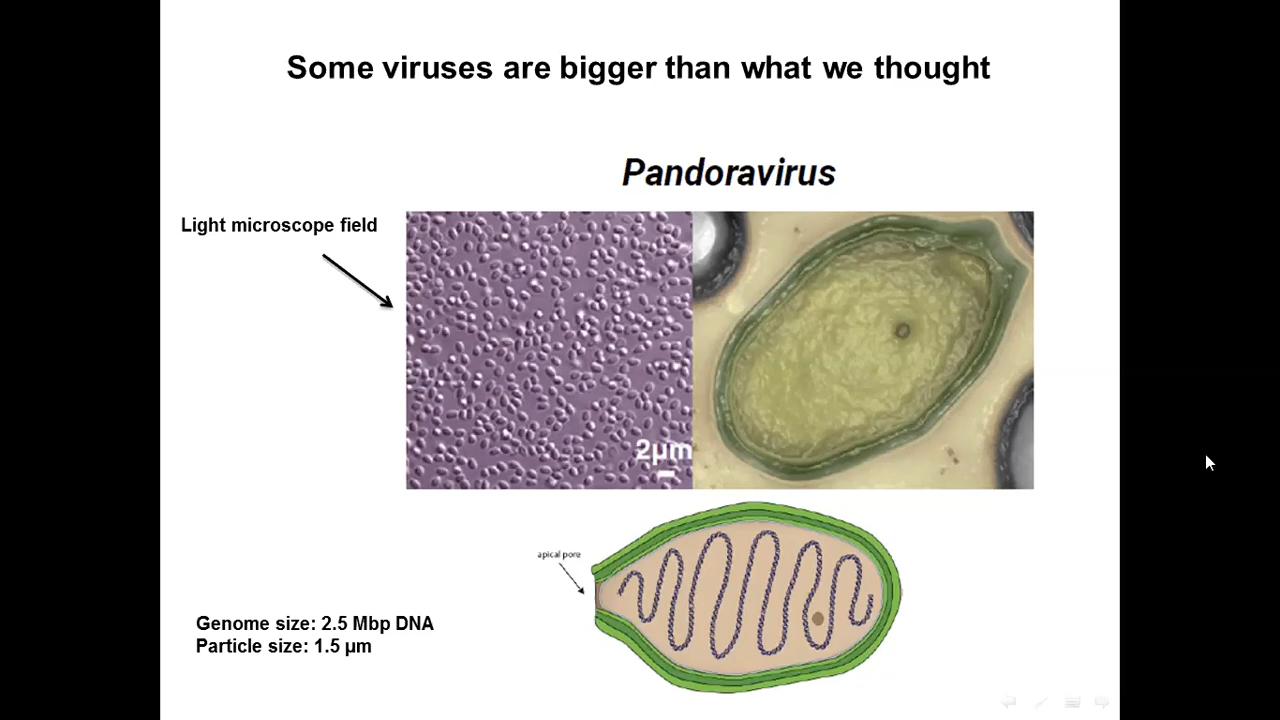 Some viruses are bigger than what we thought
Pandoravirus
Light microscope field
2µm
apical pore
Genome size: 2.5 Mbp DNA
Particle size: 1.5 µm